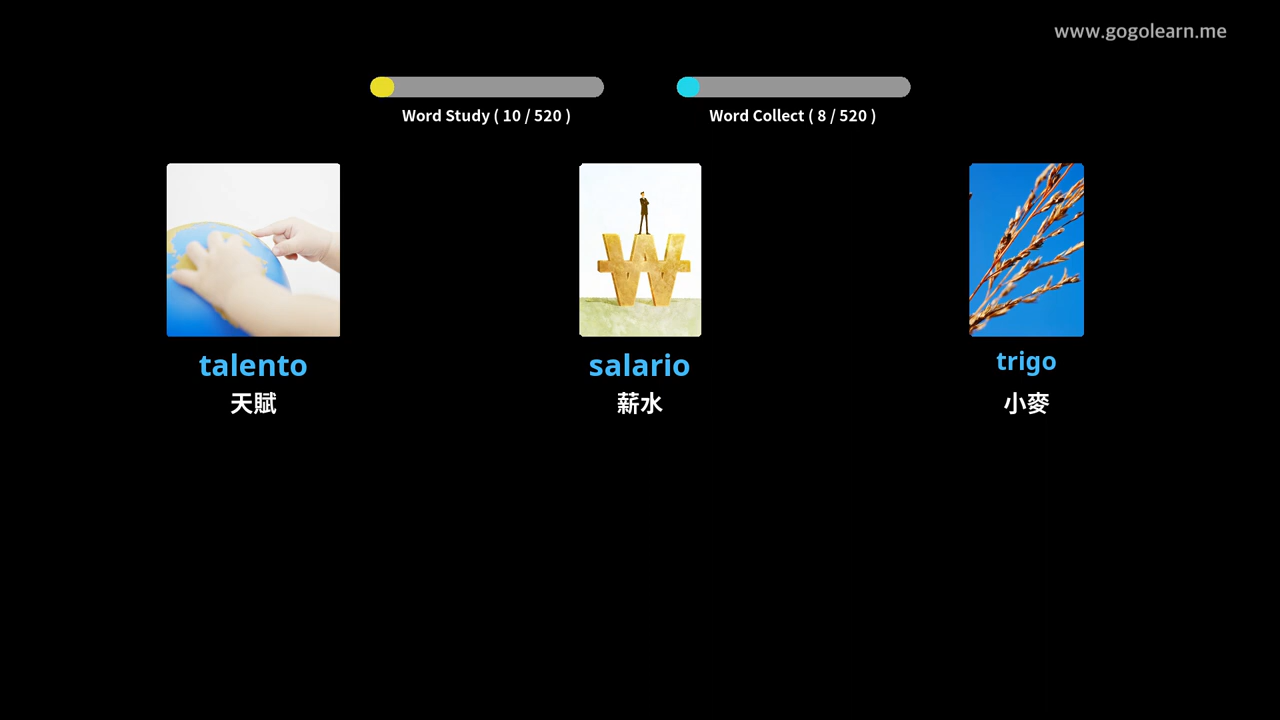 www.gogolearn.me
Word Study ( 10 / 520 )
Word Collect ( 8 / 520 )
talento
天賦
salario
薪水
trigo
小麥